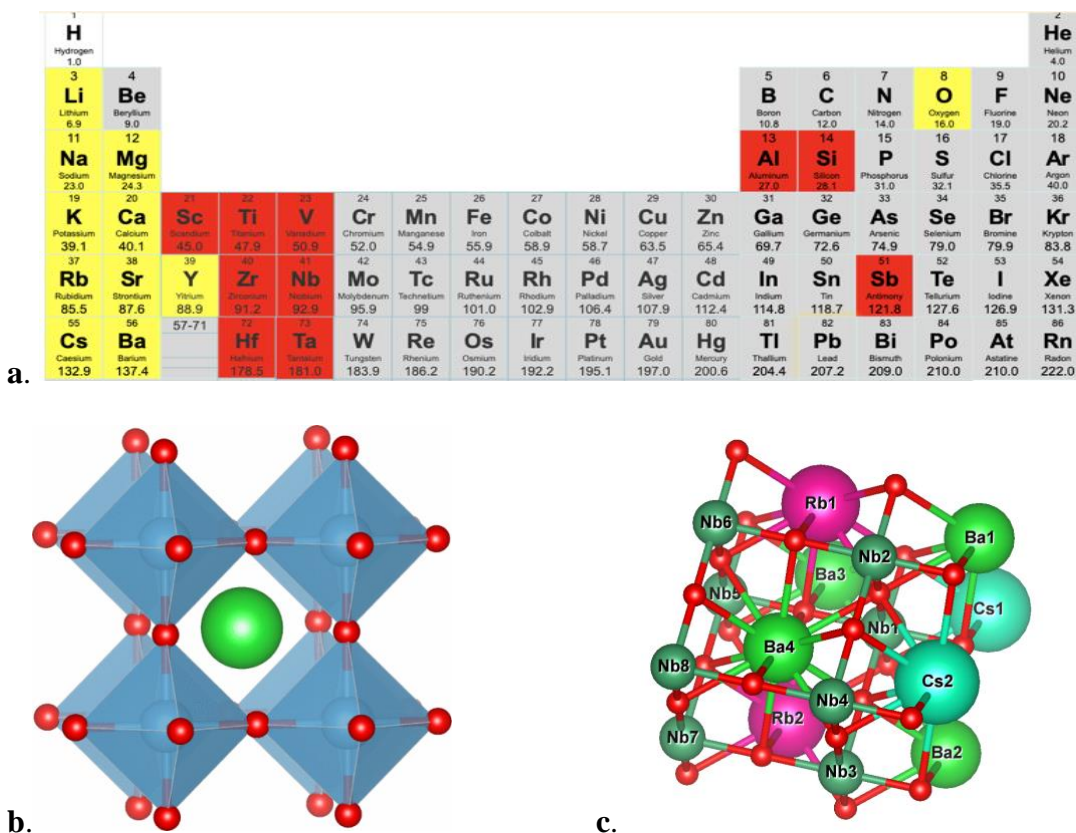 1 2
H He
Hydrogen Helium
1.0 4.0
3 4 5 6 7 8 9 10
Li Be B C N O F Ne
Lithium Beryllium Boron Carbon Nitrogen Oxygen Fluorine Neon
6.9 9.0 10.8 12.0 14.0 16.0 19.0 20.2
11 12 13 14 15 16 17 18
Na Mg Al Si P S Cl Ar
Sodium Magnesium Aluminum Silicon Phosphorus Sulfur Chlorine Argon
23.0 24.3 27.0 28.1 31.0 32.1 35.5 40.0
19 20 21 22 23 24 25 26 27 28 29 30 31 32 33 34 35 36
K Ca Sc Ti V Cr Mn Fe Co Ni Cu Zn Ga Ge As Se Br Kr
Potassium Calcium Scandium Titanium Vanadium Chromium Manganese Iron Colbalt Nickel Copper Zinc Gallium Germanium Arsenic Selenium Bromine Krypton
39.1 40.1 45.0 47.9 50.9 52.0 54.9 55.9 58.9 58.7 63.5 65.4 69.7 72.6 74.9 79.0 79.9 83.8
37 38 39 40 41 42 43 44 45 46 47 48 49 50 51 52 53 54
Rb Sr Y Zr Nb Mo Tc Ru Rh Pd Ag Cd In Sn Sb Te I Xe
Rubidium Strontium Yitrium Zirconium Niobium Molybdenum Technelium Ruthenium Rhodium Palladium Silver Cadmium Indium Tin Antimony Tellurium Iodine Xenon
85.5 87.6 88.9 91.2 92.9 95.9 99 101.0 102.9 106.4 107.9 112.4 114.8 118.7 121.8 127.6 126.9 131.3
55 56 57-71 72 73 74 75 76 77 78 79 80 81 82 83 84 85 86
Cs Ba Hf Ta W Re Os Ir Pt Au Hg Tl Pb Bi Po At Rn
Caesium Barium Hafnium Tantalum Tungsten Rhenium Osmium Iridium Platinum Gold Mercury Thallium Lead Bismuth Polonium Astatine Radon
132.9 137.4 178.5 181.0 183.9 186.2 190.2 192.2 195.1 197.0 200.6 204.4 207.2 209.0 210.0 210.0 222.0
a.
b.
Rb1
Nb6
Ba1
Nb2
Ba3
Nb5
Cs1
Nb1
Ba4
Nb8
Cs2
Nb4
Rb2
Nb7
Ba2
Nb3
c.